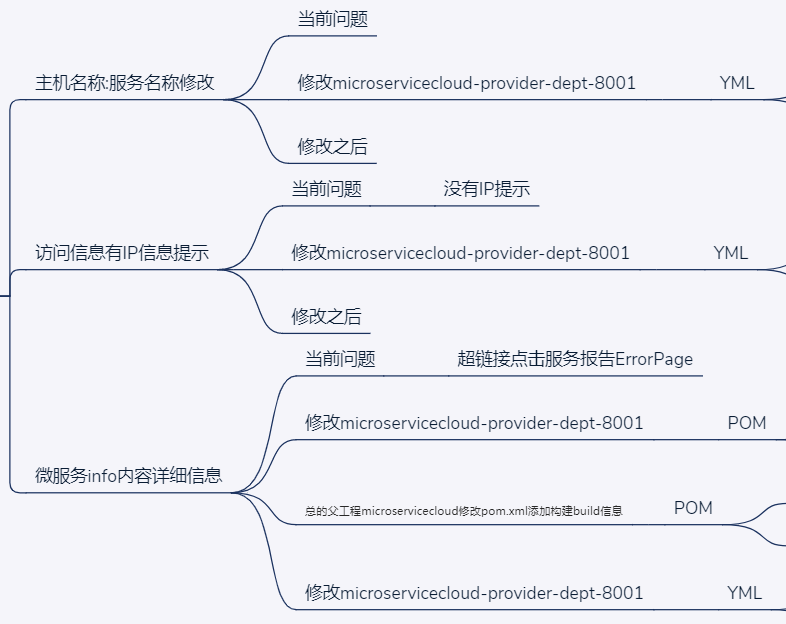 当前问题
主机名称:服务名称修改
修改microservicecloud-provider-dept-8001
YML
修改之后
当前问题
没有IP提示
访问信息有IP信息提示
修改microservicecloud-provider-dept-8001
YML
修改之后
当前问题
超链接点击服务报告ErrorPage
修改microservicecloud-provider-dept-8001
POM
微服务info内容详细信息
总的父工程microservicecloud修改pom.xml添加构建build信息
POM
修改microservicecloud-provider-dept-8001
YML